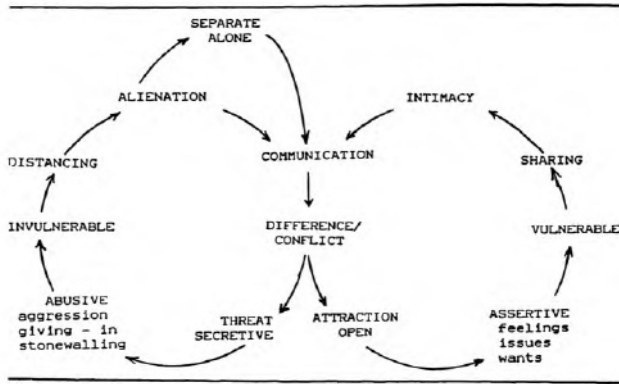 SEPARATE
ALONE
ALIENATION
INTIMACY
DISTANCING
COMMUNICATION
SHARING
INVULNERABLE
DIFFERENCE/
CONFLICT
VULNERABLE
ABUSIVE
aggression
giving - in
stonewalling
THREAT
SECRETIVE
ATTRACTION
OPEN
ASSERTIVE
feelings
issues
wants